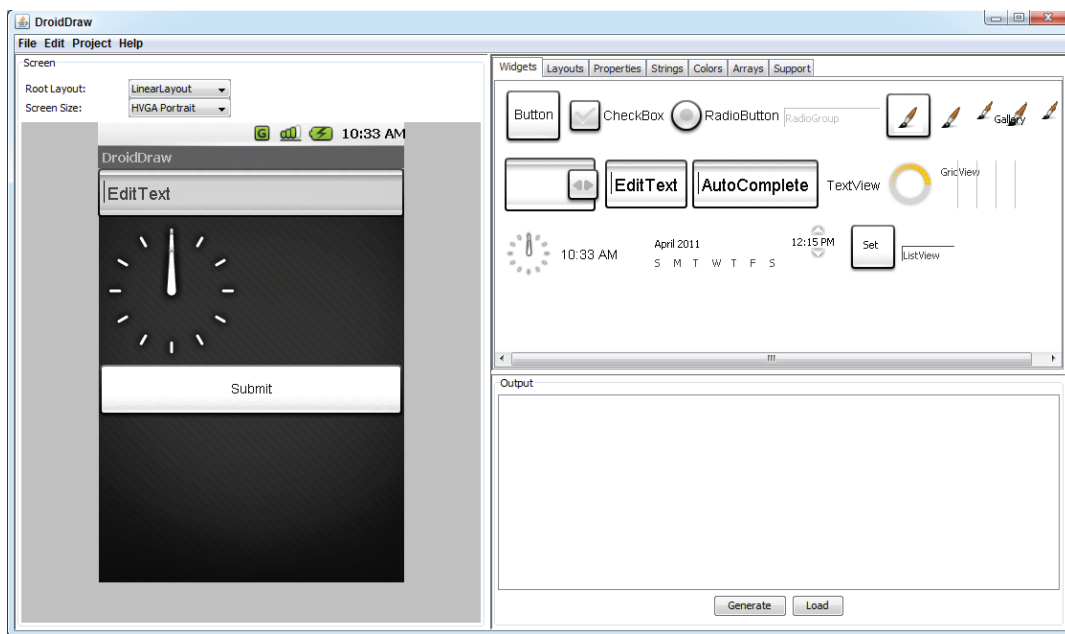 DroidDraw
File Edit Project Help
Screen
Root Layout: LinearLayout
Screen Size: HVGA Portrait
G 10:33 AM
DroidDraw
EditText
Submit
Widgets Layouts Properties Strings Colors Arrays Support
Button CheckBox RadioButton RadioGroup Gallery
EditText AutoComplete TextView GridView
10:33 AM April 2011 12:15 PM Set ListView
S M T W T F S
Output
Generate Load